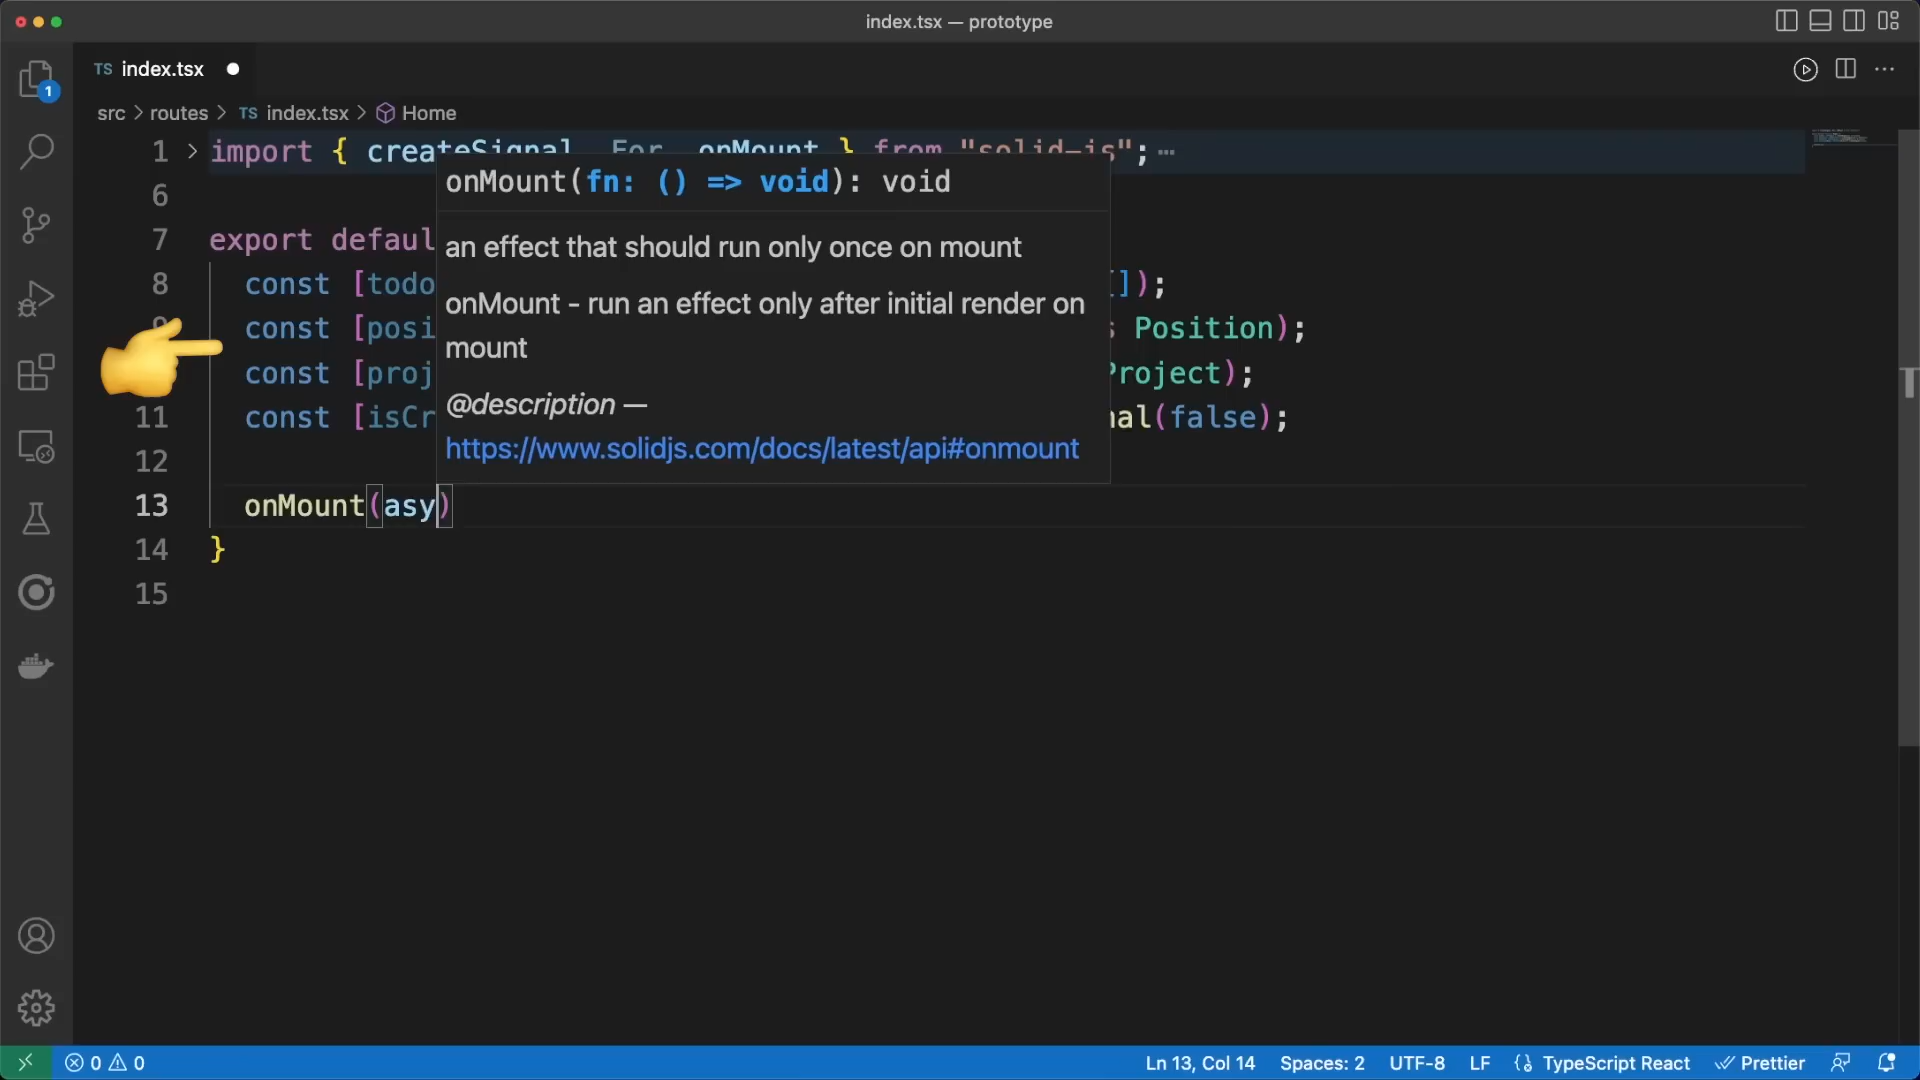 index.tsx — prototype
TS index.tsx
1
src > routes > TS index.tsx > Home
1 import { createSignal, For, onMount } from "solid-js";
onMount(fn: () => void): void
6
7 export defaul
an effect that should run only once on mount
8 const [todo []);
onMount - run an effect only after initial render on
const [posi Position);
mount
const [proj Project);
@description —
11 const [isCr nal(false);
https://www.solidjs.com/docs/latest/api#onmount
12
13 onMount(asy)
14 }
15
0 0
Ln 13, Col 14 Spaces: 2 UTF-8 LF TypeScript React Prettier